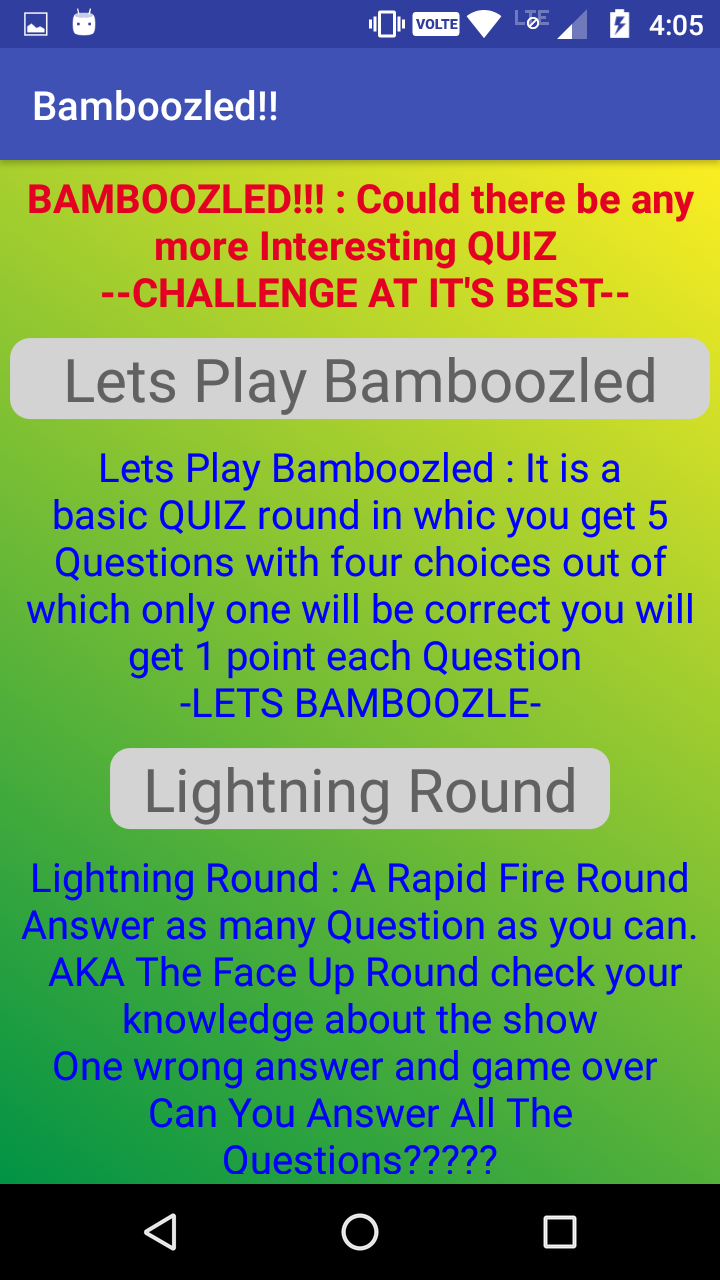 VOLTE LTE 4:05
Bamboozled!!
BAMBOOZLED!!! : Could there be any
more Interesting QUIZ
--CHALLENGE AT IT'S BEST--
Lets Play Bamboozled
Lets Play Bamboozled : It is a
basic QUIZ round in whic you get 5
Questions with four choices out of
which only one will be correct you will
get 1 point each Question
-LETS BAMBOOZLE-
Lightning Round
Lightning Round : A Rapid Fire Round
Answer as many Question as you can.
AKA The Face Up Round check your
knowledge about the show
One wrong answer and game over
Can You Answer All The
Questions?????